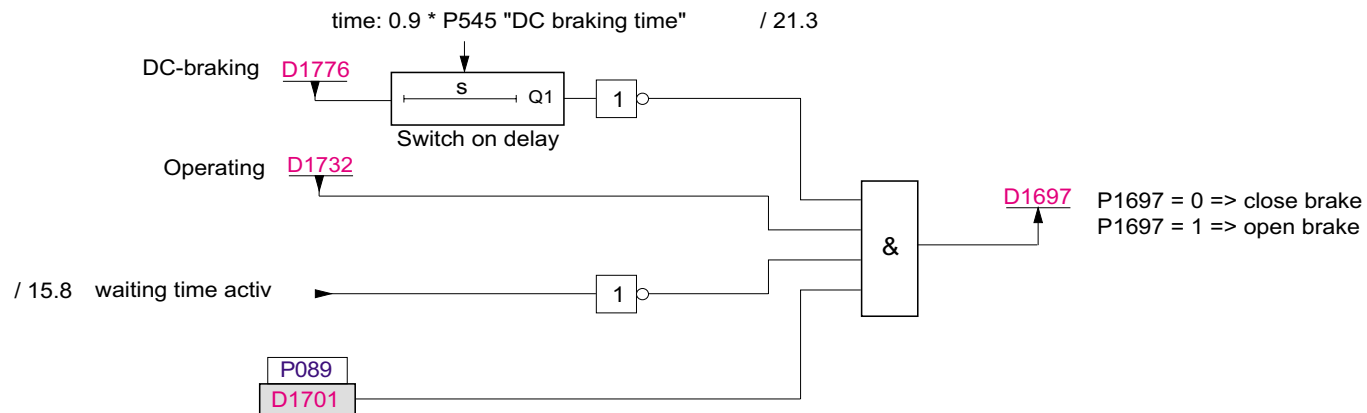 time: 0.9 * P545 "DC braking time" / 21.3
DC-braking D1776
s Q1 1
Switch on delay
Operating D1732
D1697 P1697 = 0 => close brake
P1697 = 1 => open brake
&
/ 15.8 waiting time activ 1
P089
D1701